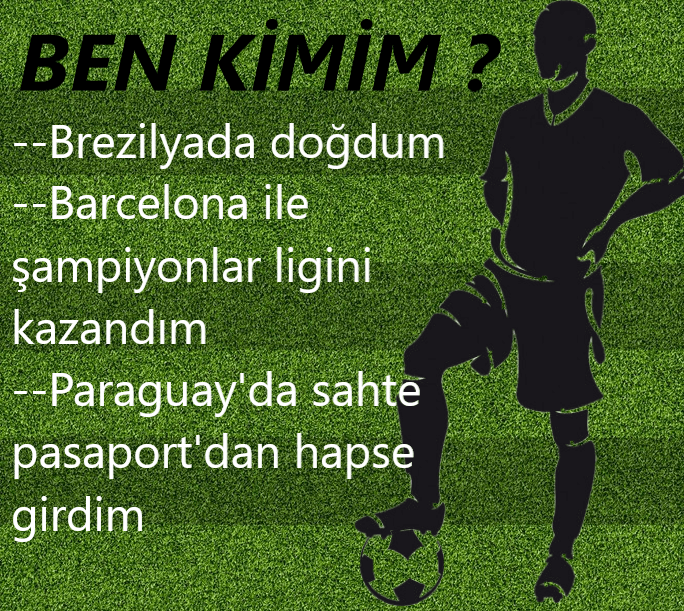 BEN KİMİM ?
--Brezilyada doğdum
--Barcelona ile
şampiyonlar ligini
kazandım
--Paraguay'da sahte
pasaport'dan hapse
girdim